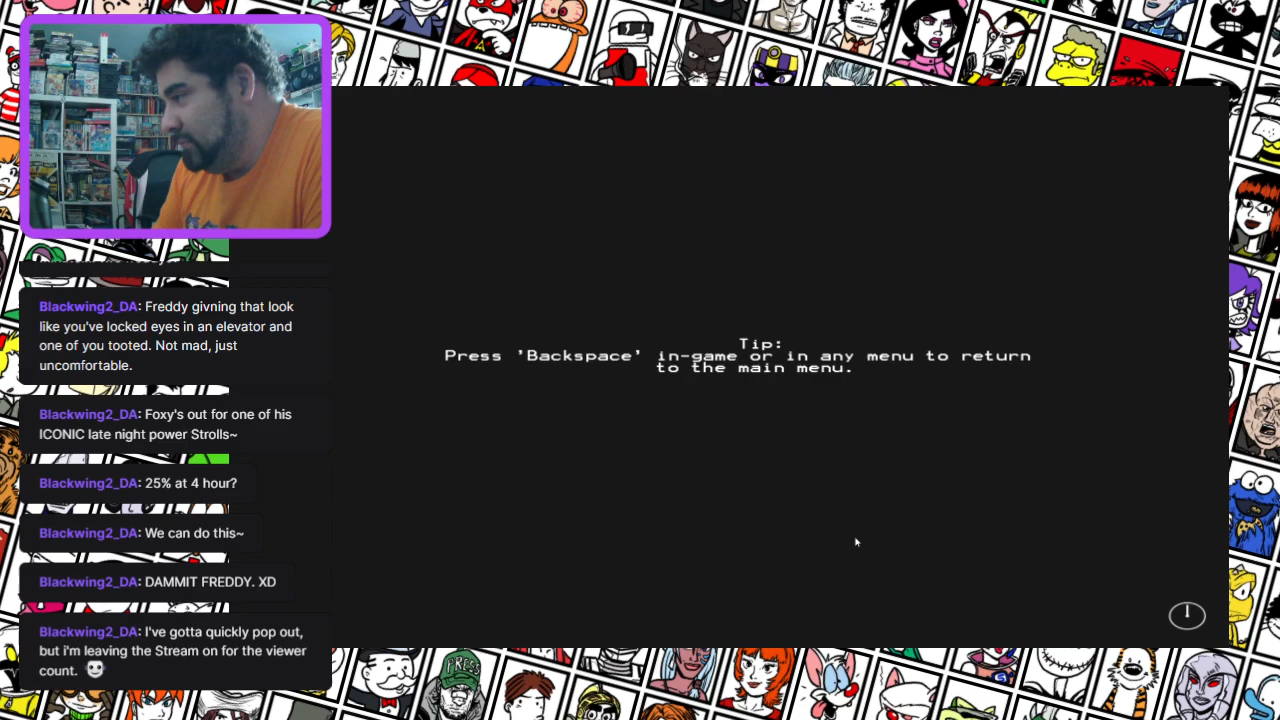 Blackwing2_DA: Freddy givning that look
like you've locked eyes in an elevator and
one of you tooted. Not mad, just
uncomfortable.
Blackwing2_DA: Foxy's out for one of his
ICONIC late night power Strolls~
Blackwing2_DA: 25% at 4 hour?
Blackwing2_DA: We can do this~
Blackwing2_DA: DAMMIT FREDDY. XD
Blackwing2_DA: I've gotta quickly pop out,
but i'm leaving the Stream on for the viewer
count.
Tip:
Press 'Backspace' in-game or in any menu to return
to the main menu.
PRESS